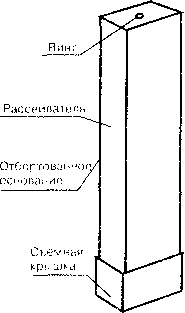 Винт
Рассеиватель
Отбортованное
основание
Съемная
крышка